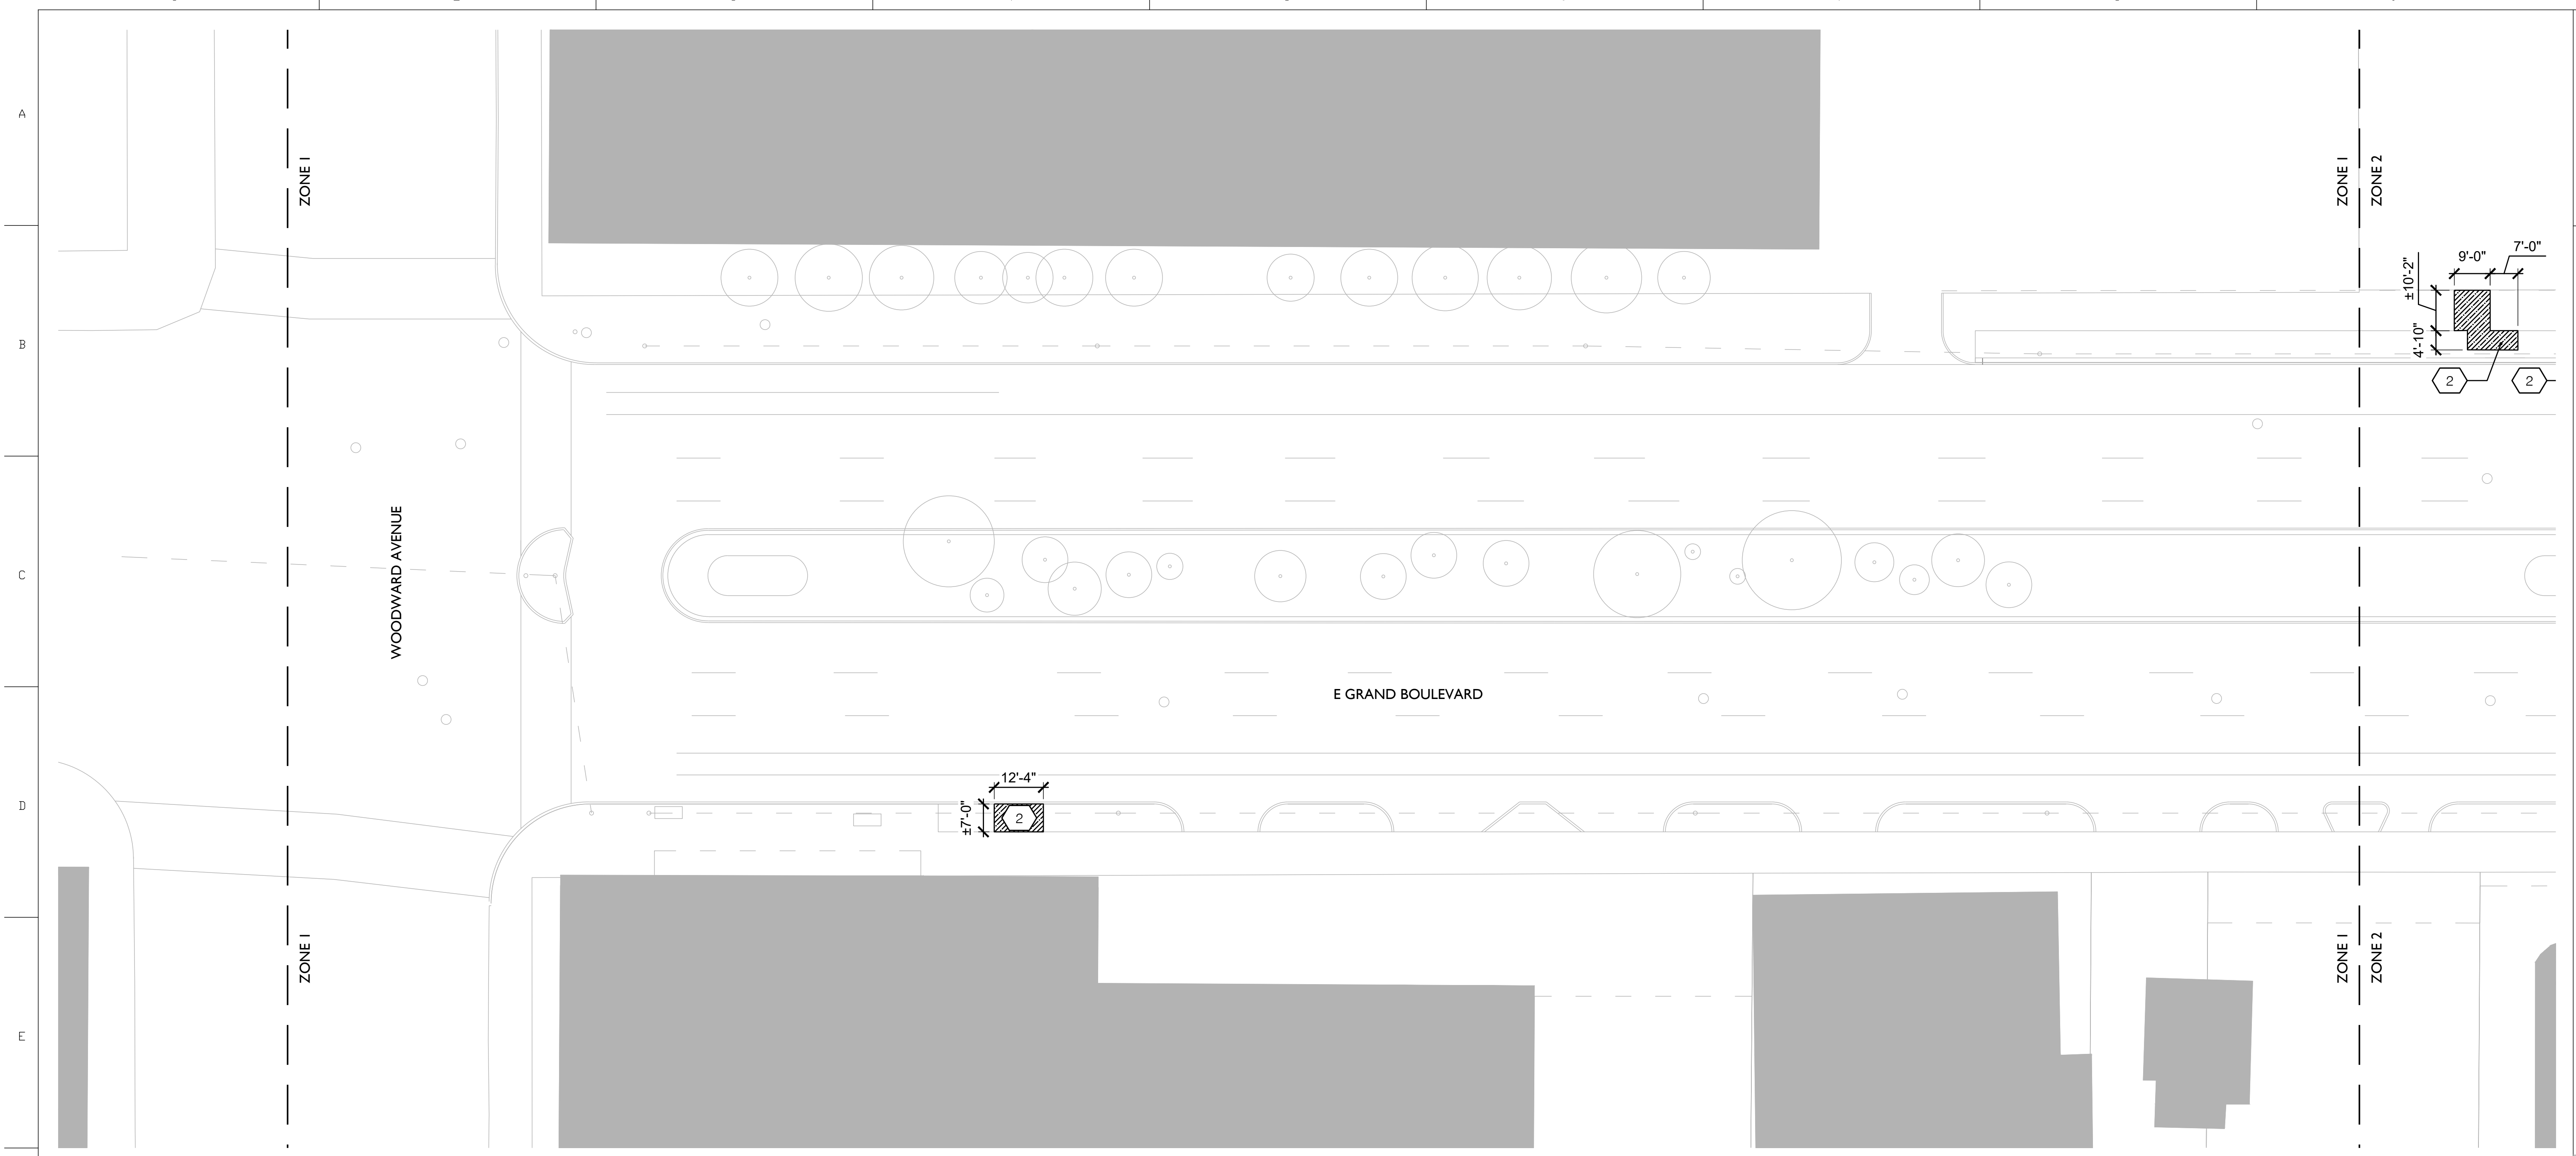 A
ZONE 1
ZONE 1
ZONE 2
B
9'-0"
7'-0"
±10'-2"
4'-10"
2
2
WOODWARD AVENUE
C
E GRAND BOULEVARD
D
12'-4"
±7'-0"
2
ZONE 1
ZONE 1
ZONE 2
E